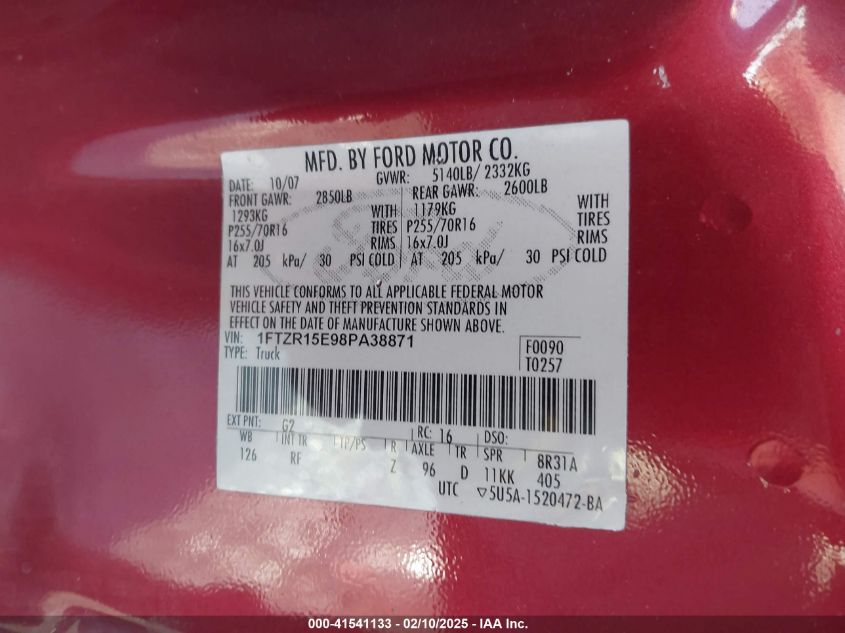 MFD. BY FORD MOTOR CO.
DATE: 10/07 GVWR: 5140LB/ 2332KG
FRONT GAWR: 2850LB REAR GAWR: 2600LB
1293KG WITH 1179KG WITH
P255/70R16 TIRES P255/70R16 TIRES
16x7.0J RIMS 16x7.0J RIMS
AT 205 kPa/ 30 PSI COLD AT 205 kPa/ 30 PSI COLD
THIS VEHICLE CONFORMS TO ALL APPLICABLE FEDERAL MOTOR
VEHICLE SAFETY AND THEFT PREVENTION STANDARDS IN
EFFECT ON THE DATE OF MANUFACTURE SHOWN ABOVE.
VIN: 1FTZR15E98PA38871 F0090
TYPE: Truck T0257
EXT PNT: G2 RC: 16 DSO:
WB INT TR TP/PS R AXLE TR SPR 8R31A
126 RF Z 96 D 11KK 405
UTC ▽5U5A-1520472-BA
000-41541133 - 02/10/2025 - IAA Inc.